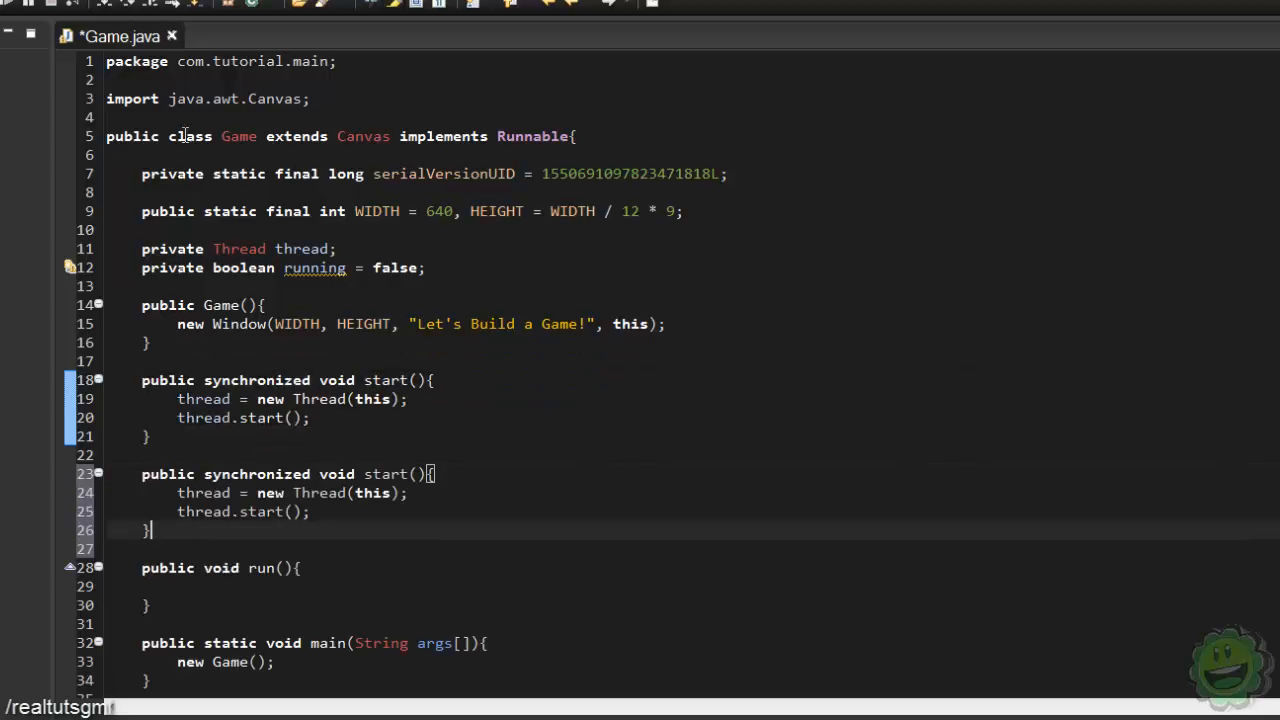 *Game.java
1 package com.tutorial.main;
2
3 import java.awt.Canvas;
4
5 public class Game extends Canvas implements Runnable{
6
7 private static final long serialVersionUID = 1550691097823471818L;
8
9 public static final int WIDTH = 640, HEIGHT = WIDTH / 12 * 9;
10
11 private Thread thread;
12 private boolean running = false;
13
14 public Game(){
15 new Window(WIDTH, HEIGHT, "Let's Build a Game!", this);
16 }
17
18 public synchronized void start(){
19 thread = new Thread(this);
20 thread.start();
21 }
22
23 public synchronized void start(){
24 thread = new Thread(this);
25 thread.start();
26 }
27
28 public void run(){
29
30 }
31
32 public static void main(String args[]){
33 new Game();
34 }
/realtutsgml